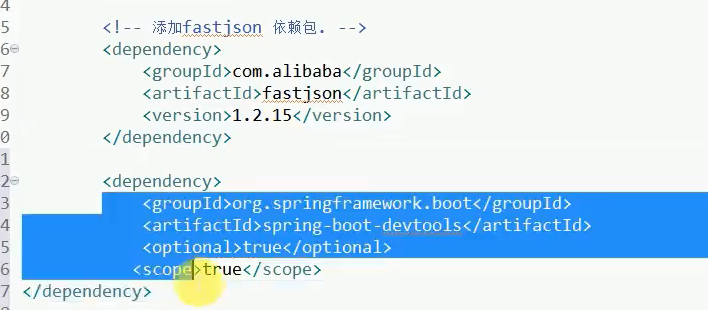 4
5 <!-- 添加fastjson 依赖包. -->
6 <dependency>
7 <groupId>com.alibaba</groupId>
8 <artifactId>fastjson</artifactId>
9 <version>1.2.15</version>
0 </dependency>
1
2 <dependency>
3 <groupId>org.springframework.boot</groupId>
4 <artifactId>spring-boot-devtools</artifactId>
5 <optional>true</optional>
6 <scope>true</scope>
7 </dependency>
8